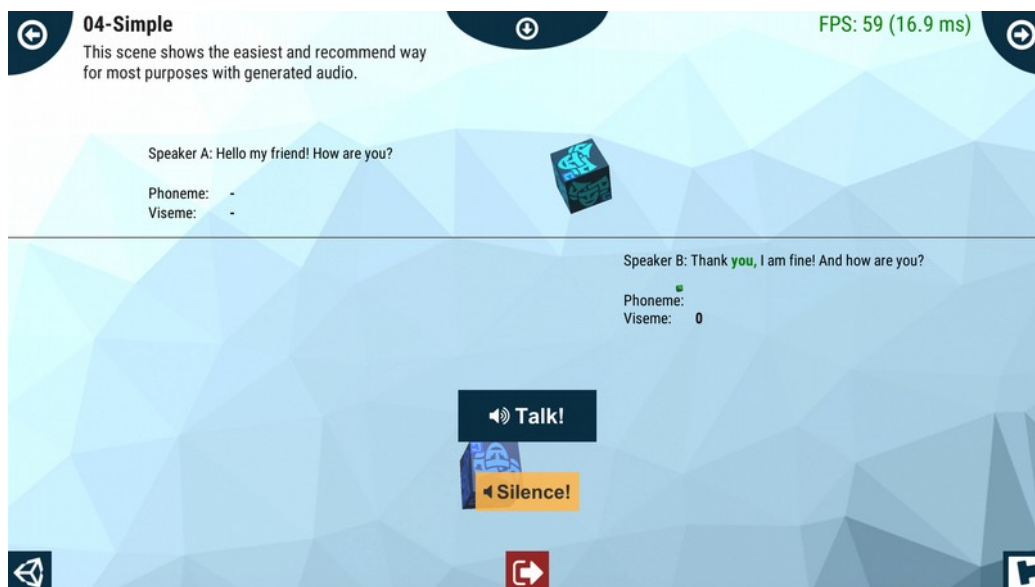 04-Simple
FPS: 59 (16.9 ms)
This scene shows the easiest and recommend way
for most purposes with generated audio.
Speaker A: Hello my friend! How are you?
Phoneme: -
Viseme: -
Speaker B: Thank you, I am fine! And how are you?
Phoneme:
Viseme: 0
Talk!
Silence!